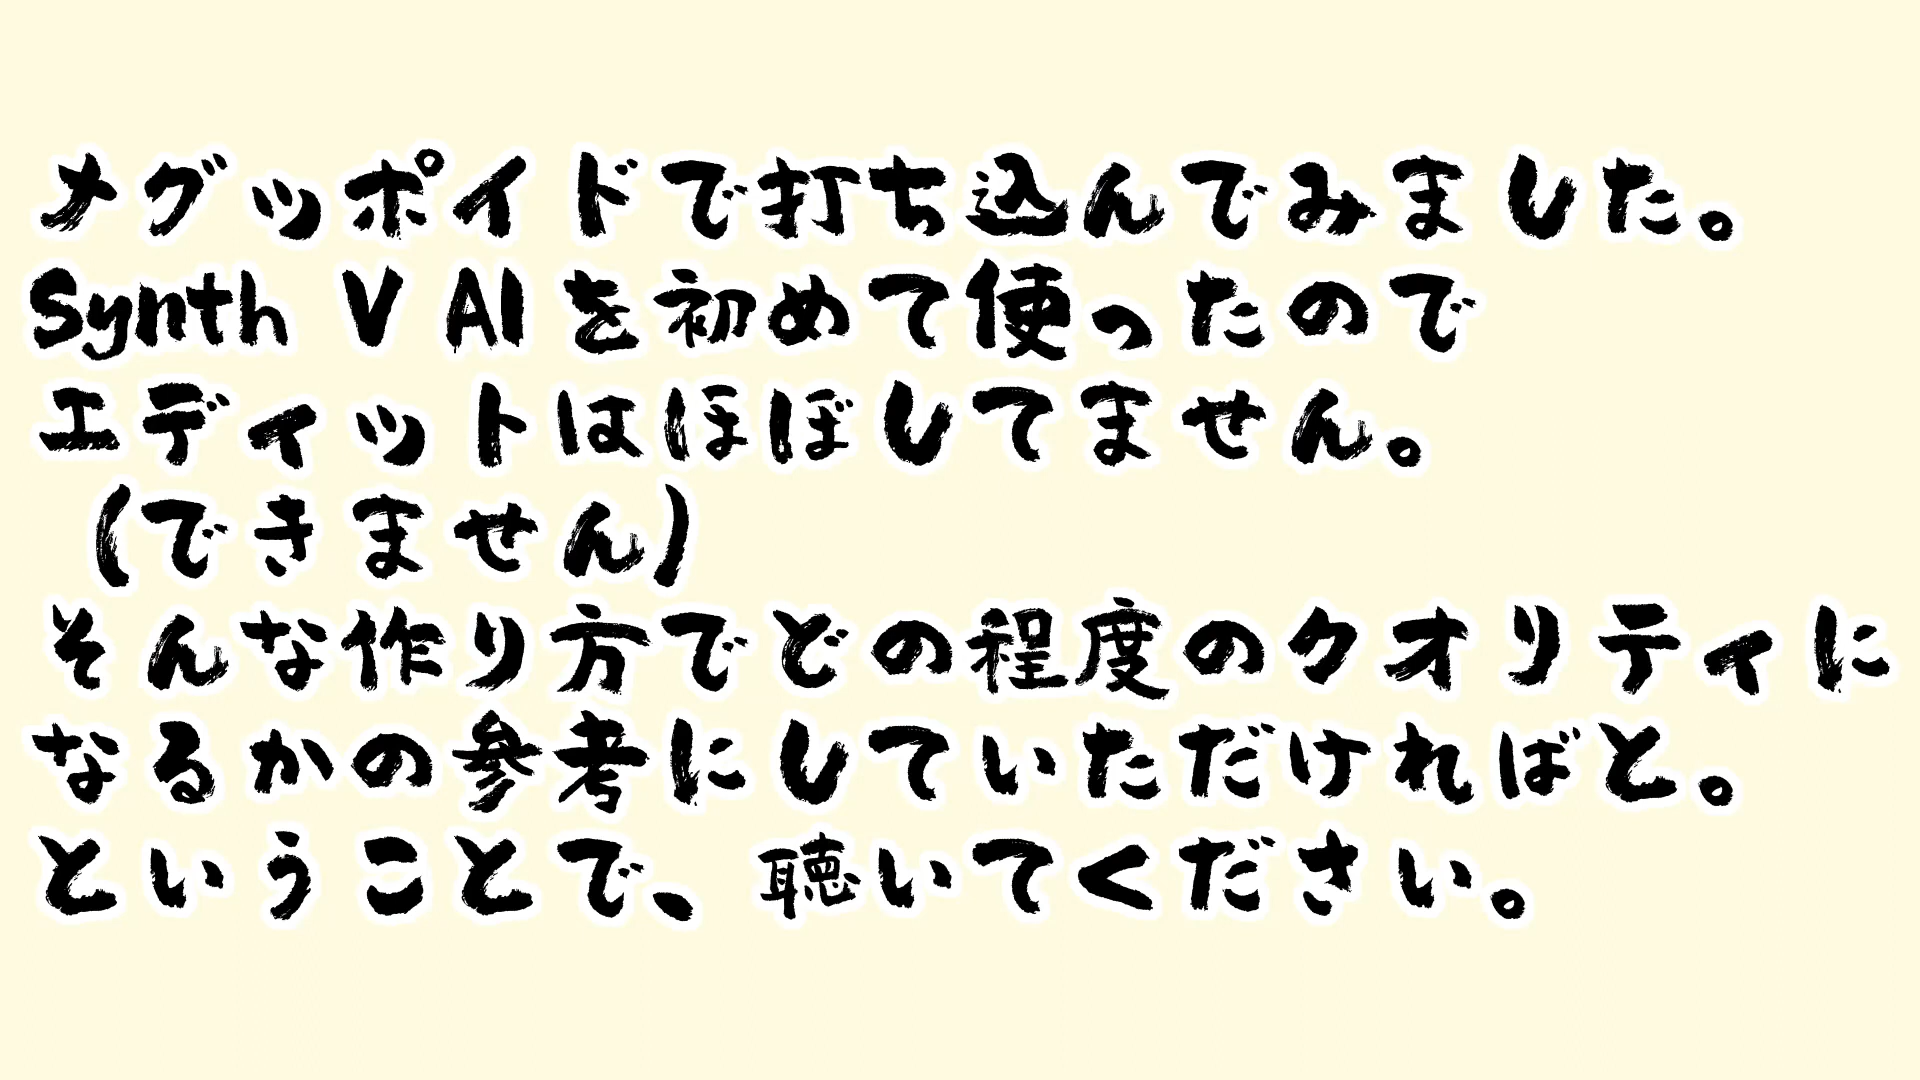 メグッポイドで打ち込んでみました。
Synth V AIを初めて使ったので
エディットはほぼしてません。
(できません)
そんな作り方でどの程度のクオリティに
なるかの参考にしていただければと。
ということで、聴いてください。